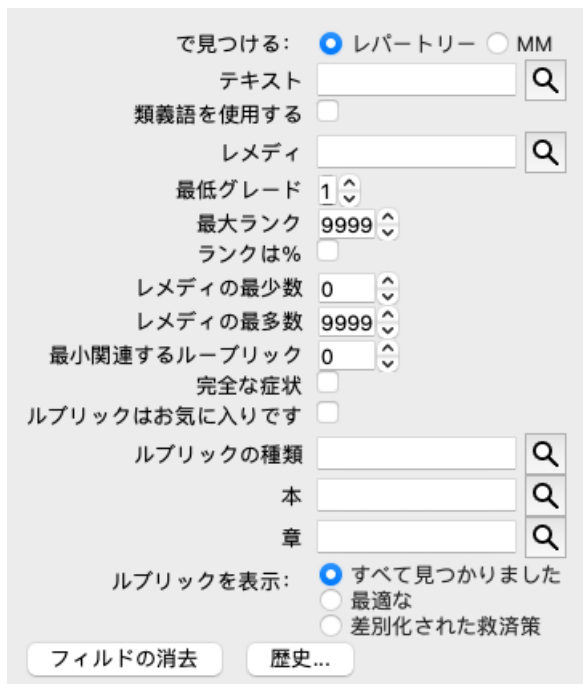 で見つける: レパートリー MM
テキスト
類義語を使用する
レメディ
最低グレード 1
最大ランク 9999
ランクは%
レメディの最少数 0
レメディの最多数 9999
最小関連するルーブリック 0
完全な症状
ルブリックはお気に入りです
ルブリックの種類
本
章
ルブリックを表示: すべて見つかりました
最適な
差別化された救済策
フィルドの消去 歴史...